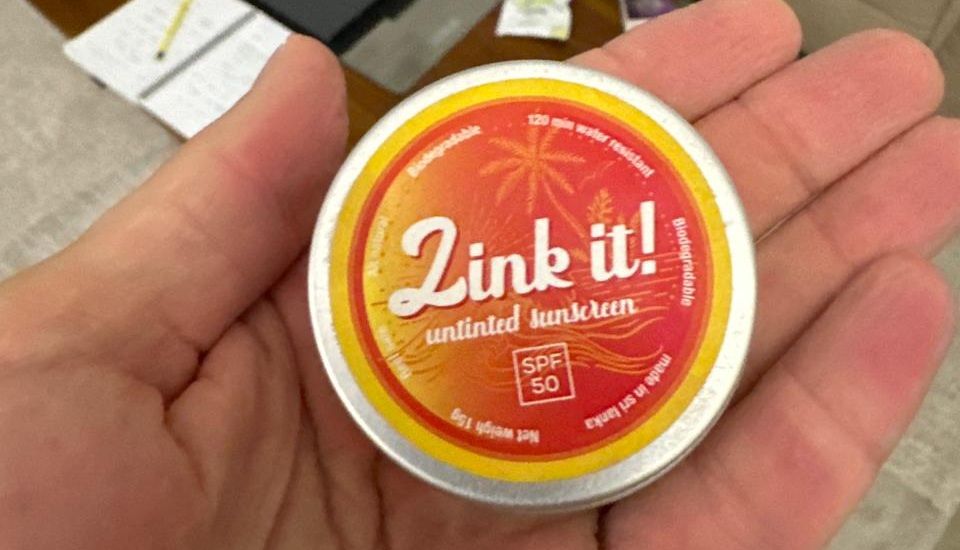 Biodegradable
120 min water resistant
Zink it!
untinted sunscreen
SPF
50
Biodegradable
made in sri lanka
Net weigh 15g